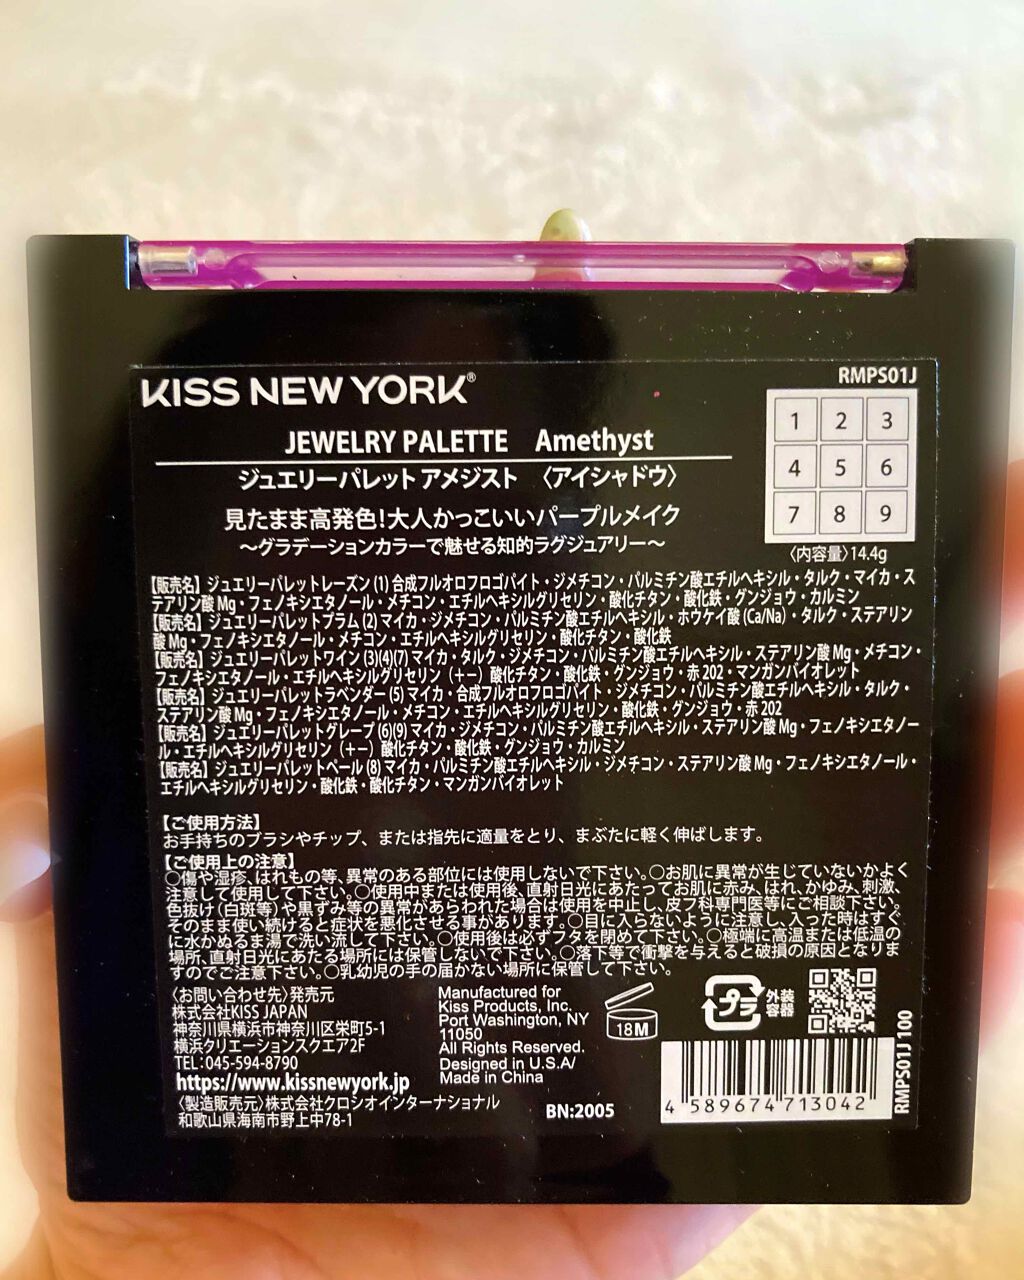 KISS NEW YORK®
RMPS01J
JEWELRY PALETTE Amethyst
ジュエリーパレット アメジスト 〈アイシャドウ〉
見たまま高発色!大人かっこいいパープルメイク
～グラデーションカラーで魅せる知的ラグジュアリー～
1 2 3
4 5 6
7 8 9
〈内容量〉14.4g
【販売名】ジュエリーパレットレーズン(1)合成フルオロフロゴパイト・ジメチコン・パルミチン酸エチルヘキシル・タルク・マイカ・ス
テアリン酸Mg・フェノキシエタノール・メチコン・エチルヘキシルグリセリン・酸化チタン・酸化鉄・グンジョウ・カルミン
【販売名】ジュエリーパレットプラム(2)マイカ・ジメチコン・パルミチン酸エチルヘキシル・ホウケイ酸(Ca/Na)・タルク・ステアリン
酸Mg・フェノキシエタノール・メチコン・エチルヘキシルグリセリン・酸化チタン・酸化鉄
【販売名】ジュエリーパレットワイン(3)(4)(7)マイカ・タルク・ジメチコン・パルミチン酸エチルヘキシル・ステアリン酸Mg・メチコン・
フェノキシエタノール・エチルヘキシルグリセリン (+−) 酸化チタン・酸化鉄・グンジョウ・赤202・マンガンバイオレット
【販売名】ジュエリーパレットラベンダー(5)マイカ・合成フルオロフロゴパイト・ジメチコン・パルミチン酸エチルヘキシル・タルク・
ステアリン酸Mg・フェノキシエタノール・メチコン・エチルヘキシルグリセリン・酸化鉄・グンジョウ・赤202
【販売名】ジュエリーパレットグレープ(6)(9)マイカ・ジメチコン・パルミチン酸エチルヘキシル・ステアリン酸Mg・フェノキシエタノー
ル・エチルヘキシルグリセリン (+−) 酸化チタン・酸化鉄・グンジョウ・カルミン
【販売名】ジュエリーパレットペール(8)マイカ・パルミチン酸エチルヘキシル・ジメチコン・ステアリン酸Mg・フェノキシエタノール・
エチルヘキシルグリセリン・酸化鉄・酸化チタン・マンガンバイオレット
【ご使用方法】
お手持ちのブラシやチップ、または指先に適量をとり、まぶたに軽く伸ばします。
【ご使用上の注意】
○傷や湿疹、はれもの等、異常のある部位には使用しないで下さい。○お肌に異常が生じていないかよく
注意して使用して下さい。○使用中または使用後、直射日光にあたってお肌に赤み、はれ、かゆみ、刺激、
色抜け(白斑等)や黒ずみ等の異常があらわれた場合は使用を中止し、皮フ科専門医等にご相談下さい。
そのまま使い続けると症状を悪化させる事があります。○目に入らないように注意し、入った時はすぐ
に水かぬるま湯で洗い流して下さい。○使用後は必ずフタを閉めて下さい。○極端に高温または低温の
場所、直射日光にあたる場所には保管しないで下さい。○落下等で衝撃を与えると破損の原因となりま
すのでご注意下さい。○乳幼児の手の届かない場所に保管して下さい。
〈お問い合わせ先〉発売元
株式会社KISS JAPAN
神奈川県横浜市神奈川区栄町5-1
横浜クリエーションスクエア2F
TEL:045-594-8790
https://www.kissnewyork.jp
〈製造販売元〉株式会社クロシオインターナショナル
和歌山県海南市野上中78-1
Manufactured for
Kiss Products, Inc.
Port Washington, NY
11050
All Rights Reserved.
Designed in U.S.A/
Made in China
BN:2005
18M
プラ
外装
容器
4 589674 713042
RMPS01J 100